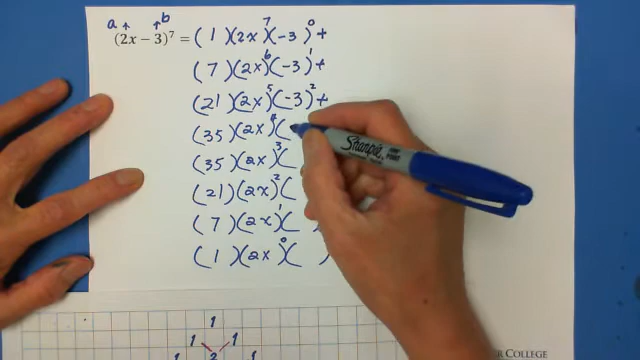 a ↑ ↑ b
(2x − 3)⁷ = ( 1 )(2x)⁷(-3)⁰ +
( 7 )(2x)⁶(-3)¹ +
(21)(2x)⁵(-3)² +
(35)(2x)⁴(
(35)(2x)³(
(21)(2x)²(
( 7 )(2x)¹( )
( 1 )(2x)⁰( )
1
1 1
1 2 1
Sharpie
COLLEGE